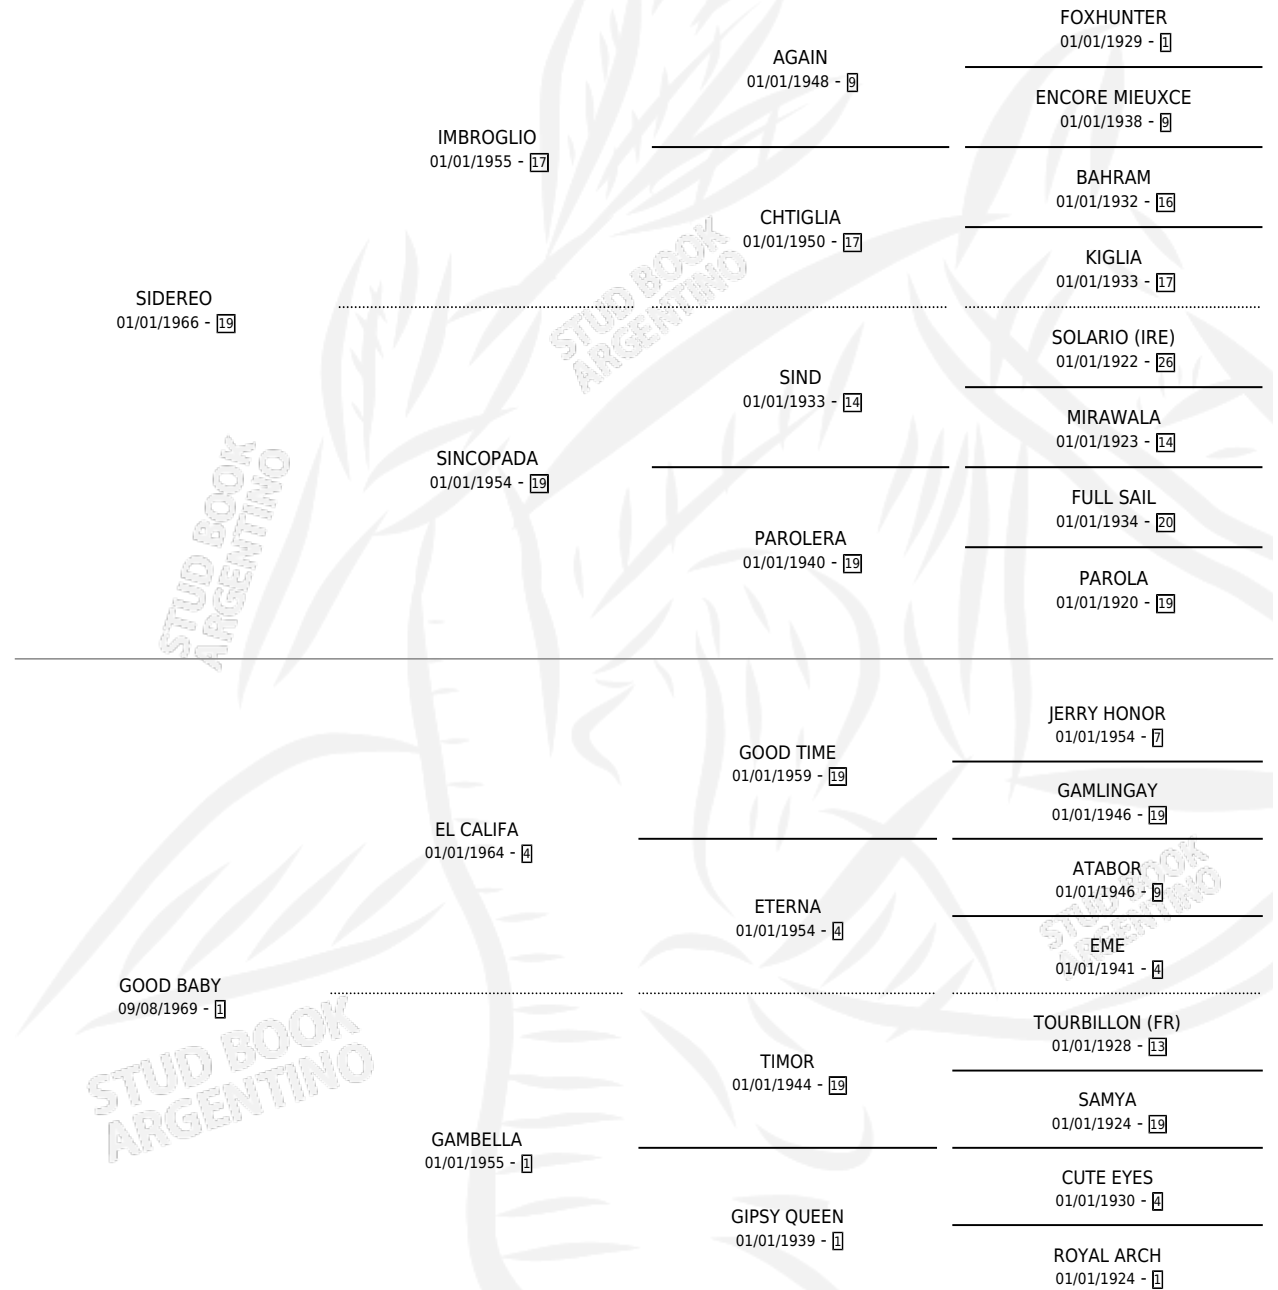 FOXHUNTER
01/01/1929 - 1
AGAIN
01/01/1948 - 9
ENCORE MIEUXCE
01/01/1938 - 9
IMBROGLIO
01/01/1955 - 17
BAHRAM
01/01/1932 - 16
CHTIGLIA
01/01/1950 - 17
KIGLIA
01/01/1933 - 17
SIDEREO
01/01/1966 - 19
STUD BOOK
ARGENTINO
SOLARIO (IRE)
01/01/1922 - 26
SIND
01/01/1933 - 14
MIRAWALA
01/01/1923 - 14
SINCOPADA
01/01/1954 - 19
FULL SAIL
01/01/1934 - 20
PAROLERA
01/01/1940 - 19
PAROLA
01/01/1920 - 19
STUD BOOK
ARGENTINO
JERRY HONOR
01/01/1954 - 7
GOOD TIME
01/01/1959 - 19
GAMLINGAY
01/01/1946 - 19
EL CALIFA
01/01/1964 - 4
ATABOR
01/01/1946 - 9
ETERNA
01/01/1954 - 4
EME
01/01/1941 - 4
STUD BOOK
ARGENTINO
GOOD BABY
09/08/1969 - 1
TOURBILLON (FR)
01/01/1928 - 13
TIMOR
01/01/1944 - 19
SAMYA
01/01/1924 - 19
STUD BOOK
ARGENTINO
GAMBELLA
01/01/1955 - 1
CUTE EYES
01/01/1930 - 4
GIPSY QUEEN
01/01/1939 - 1
ROYAL ARCH
01/01/1924 - 1